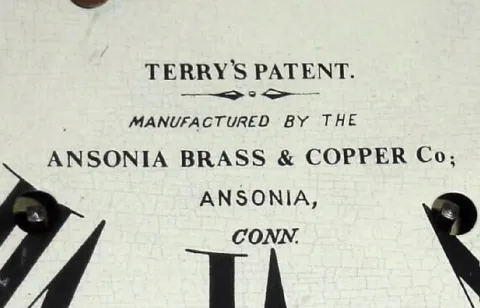 TERRY'S PATENT.
MANUFACTURED BY THE
ANSONIA BRASS & COPPER Co;
ANSONIA,
CONN.